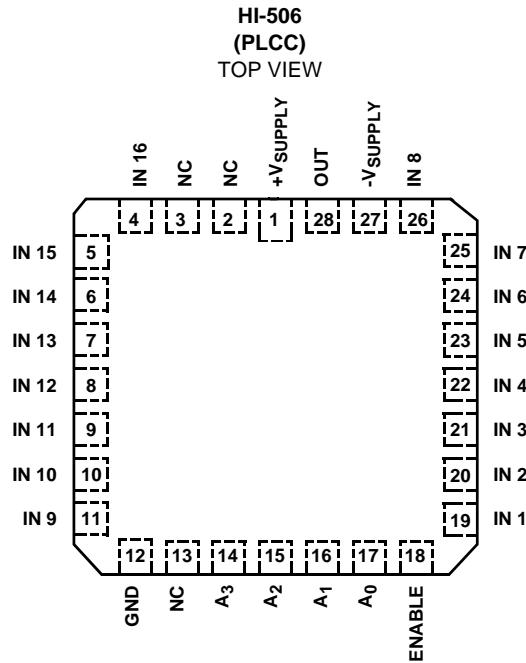 HI-506
(PLCC)
TOP VIEW
IN 16
NC
NC
+VSUPPLY
OUT
-VSUPPLY
IN 8
4
3
2
1
28
27
26
IN 15 5
25 IN 7
IN 14 6
24 IN 6
IN 13 7
23 IN 5
IN 12 8
22 IN 4
IN 11 9
21 IN 3
IN 10 10
20 IN 2
IN 9 11
19 IN 1
12
13
14
15
16
17
18
GND
NC
A3
A2
A1
A0
ENABLE